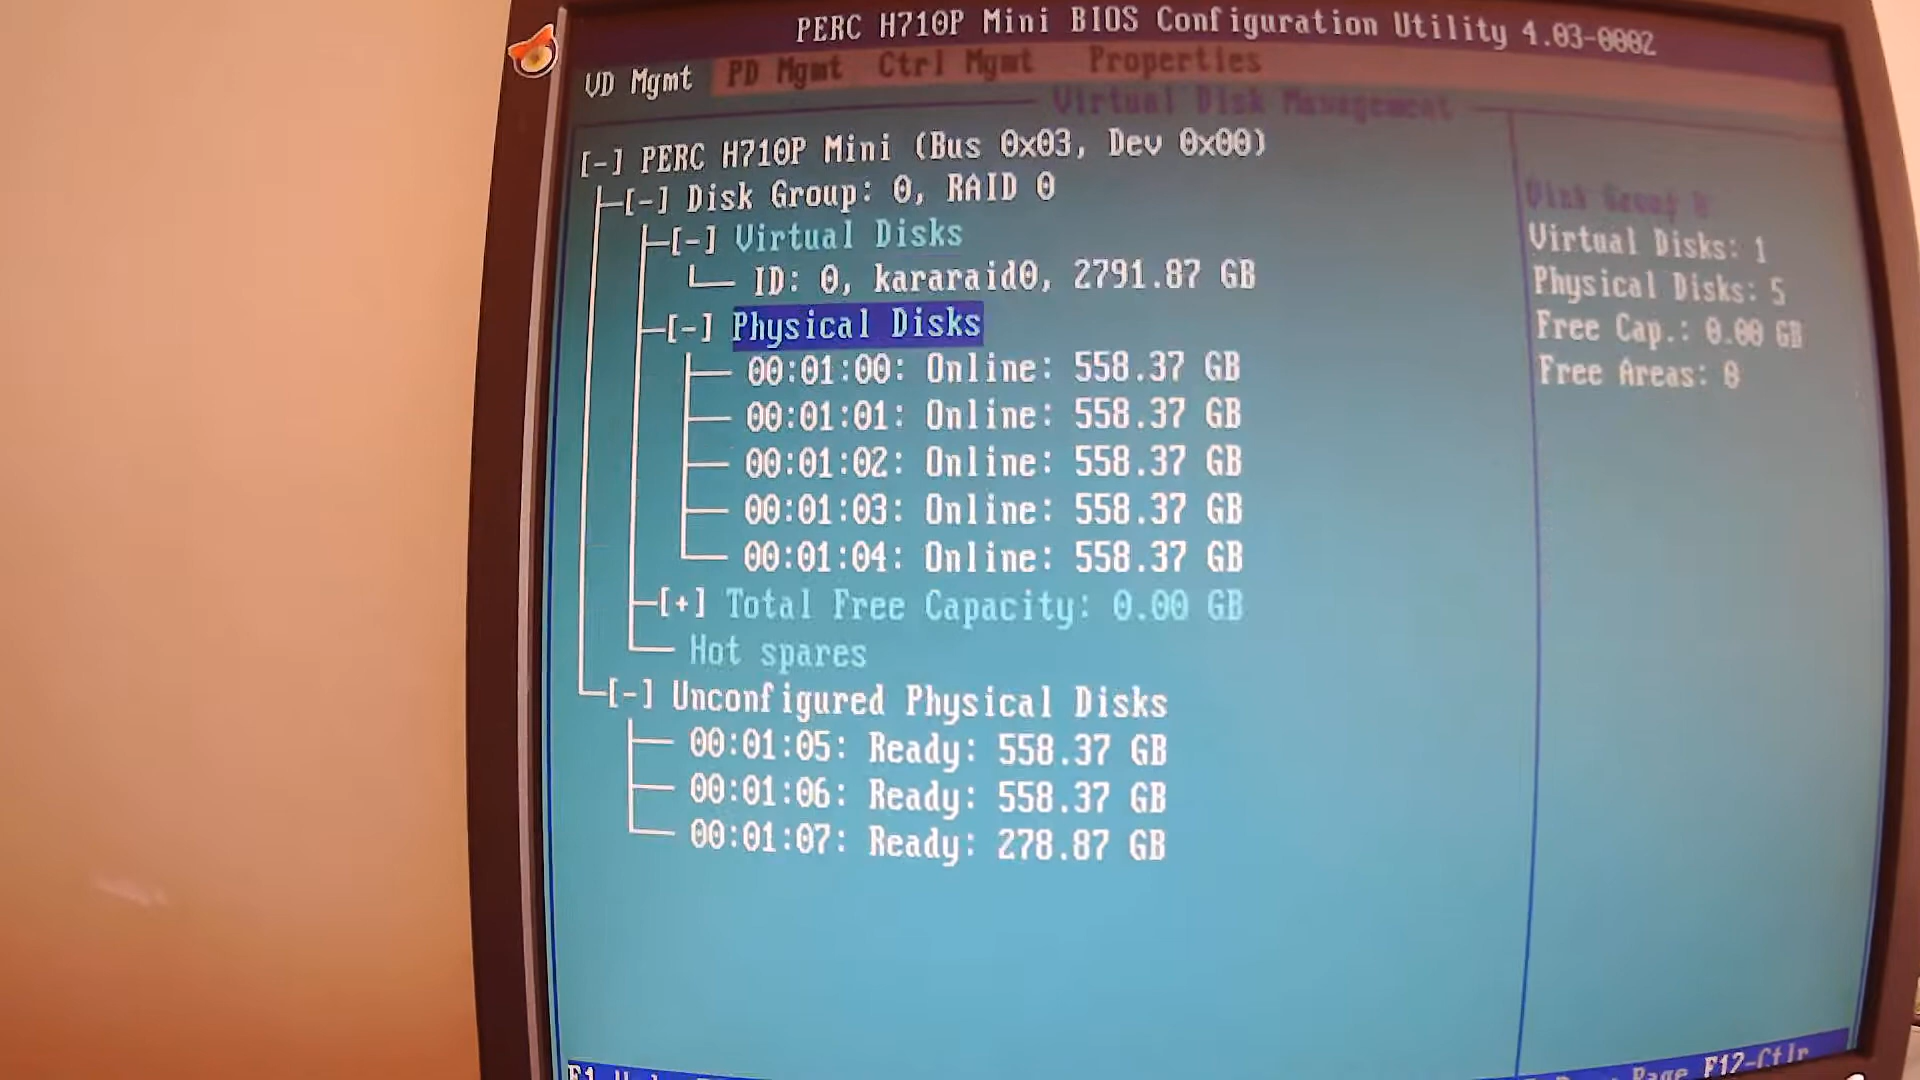 PERC H710P Mini BIOS Configuration Utility 4.03-0002
VD Mgmt PD Mgmt Ctrl Mgmt Properties
Virtual Disk Management
[-] PERC H710P Mini (Bus 0x03, Dev 0x00)
[-] Disk Group: 0, RAID 0
[-] Virtual Disks
ID: 0, kararaid0, 2791.87 GB
[-] Physical Disks
00:01:00: Online: 558.37 GB
00:01:01: Online: 558.37 GB
00:01:02: Online: 558.37 GB
00:01:03: Online: 558.37 GB
00:01:04: Online: 558.37 GB
[+] Total Free Capacity: 0.00 GB
Hot spares
[-] Unconfigured Physical Disks
00:01:05: Ready: 558.37 GB
00:01:06: Ready: 558.37 GB
00:01:07: Ready: 278.87 GB
Disk Group 0
Virtual Disks: 1
Physical Disks: 5
Free Cap.: 0.00 GB
Free Areas: 0
F1 Page F12-Ctlr